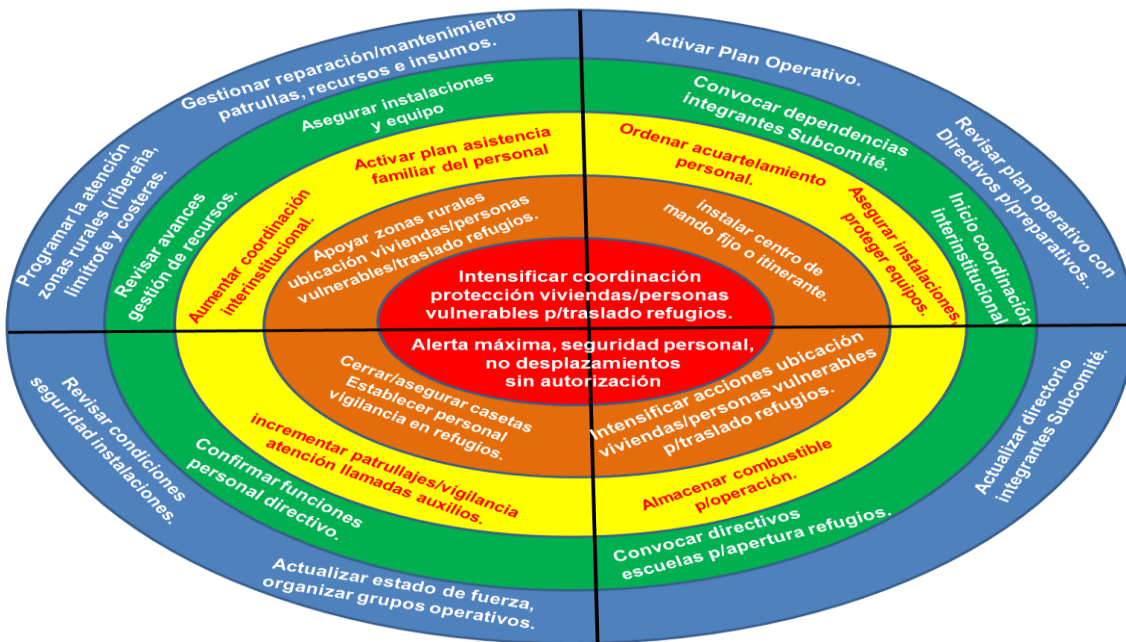 Gestionar reparación/mantenimiento
patrullas, recursos e insumos.
Programar la atención
zonas rurales (ribereña,
limítrofe y costeras.
Asegurar instalaciones
y equipo
Revisar avances
gestión de recursos.
Activar plan asistencia
familiar del personal
Aumentar coordinación
interinstitucional.
Apoyar zonas rurales
ubicación viviendas/personas
vulnerables/traslado refugios.
Activar Plan Operativo.
Revisar plan operativo con
Directivos p/preparativos..
Convocar dependencias
integrantes Subcomité.
Inicio coordinación
interinstitucional
Ordenar acuartelamiento
personal.
Asegurar instalaciones,
proteger equipos.
instalar centro de
mando fijo o itinerante.
Intensificar coordinación
protección viviendas/personas
vulnerables p/traslado refugios.
Alerta máxima, seguridad personal,
no desplazamientos
sin autorización
Cerrar/asegurar casetas
Establecer personal
vigilancia en refugios.
incrementar patrullajes/vigilancia
atención llamadas auxilios.
Confirmar funciones
personal directivo.
Revisar condiciones
seguridad instalaciones.
Actualizar estado de fuerza,
organizar grupos operativos.
Intensificar acciones ubicación
viviendas/personas vulnerables
p/traslado refugios.
Almacenar combustible
p/operación.
Convocar directivos
escuelas p/apertura refugios.
Actualizar directorio
integrantes Subcomité.